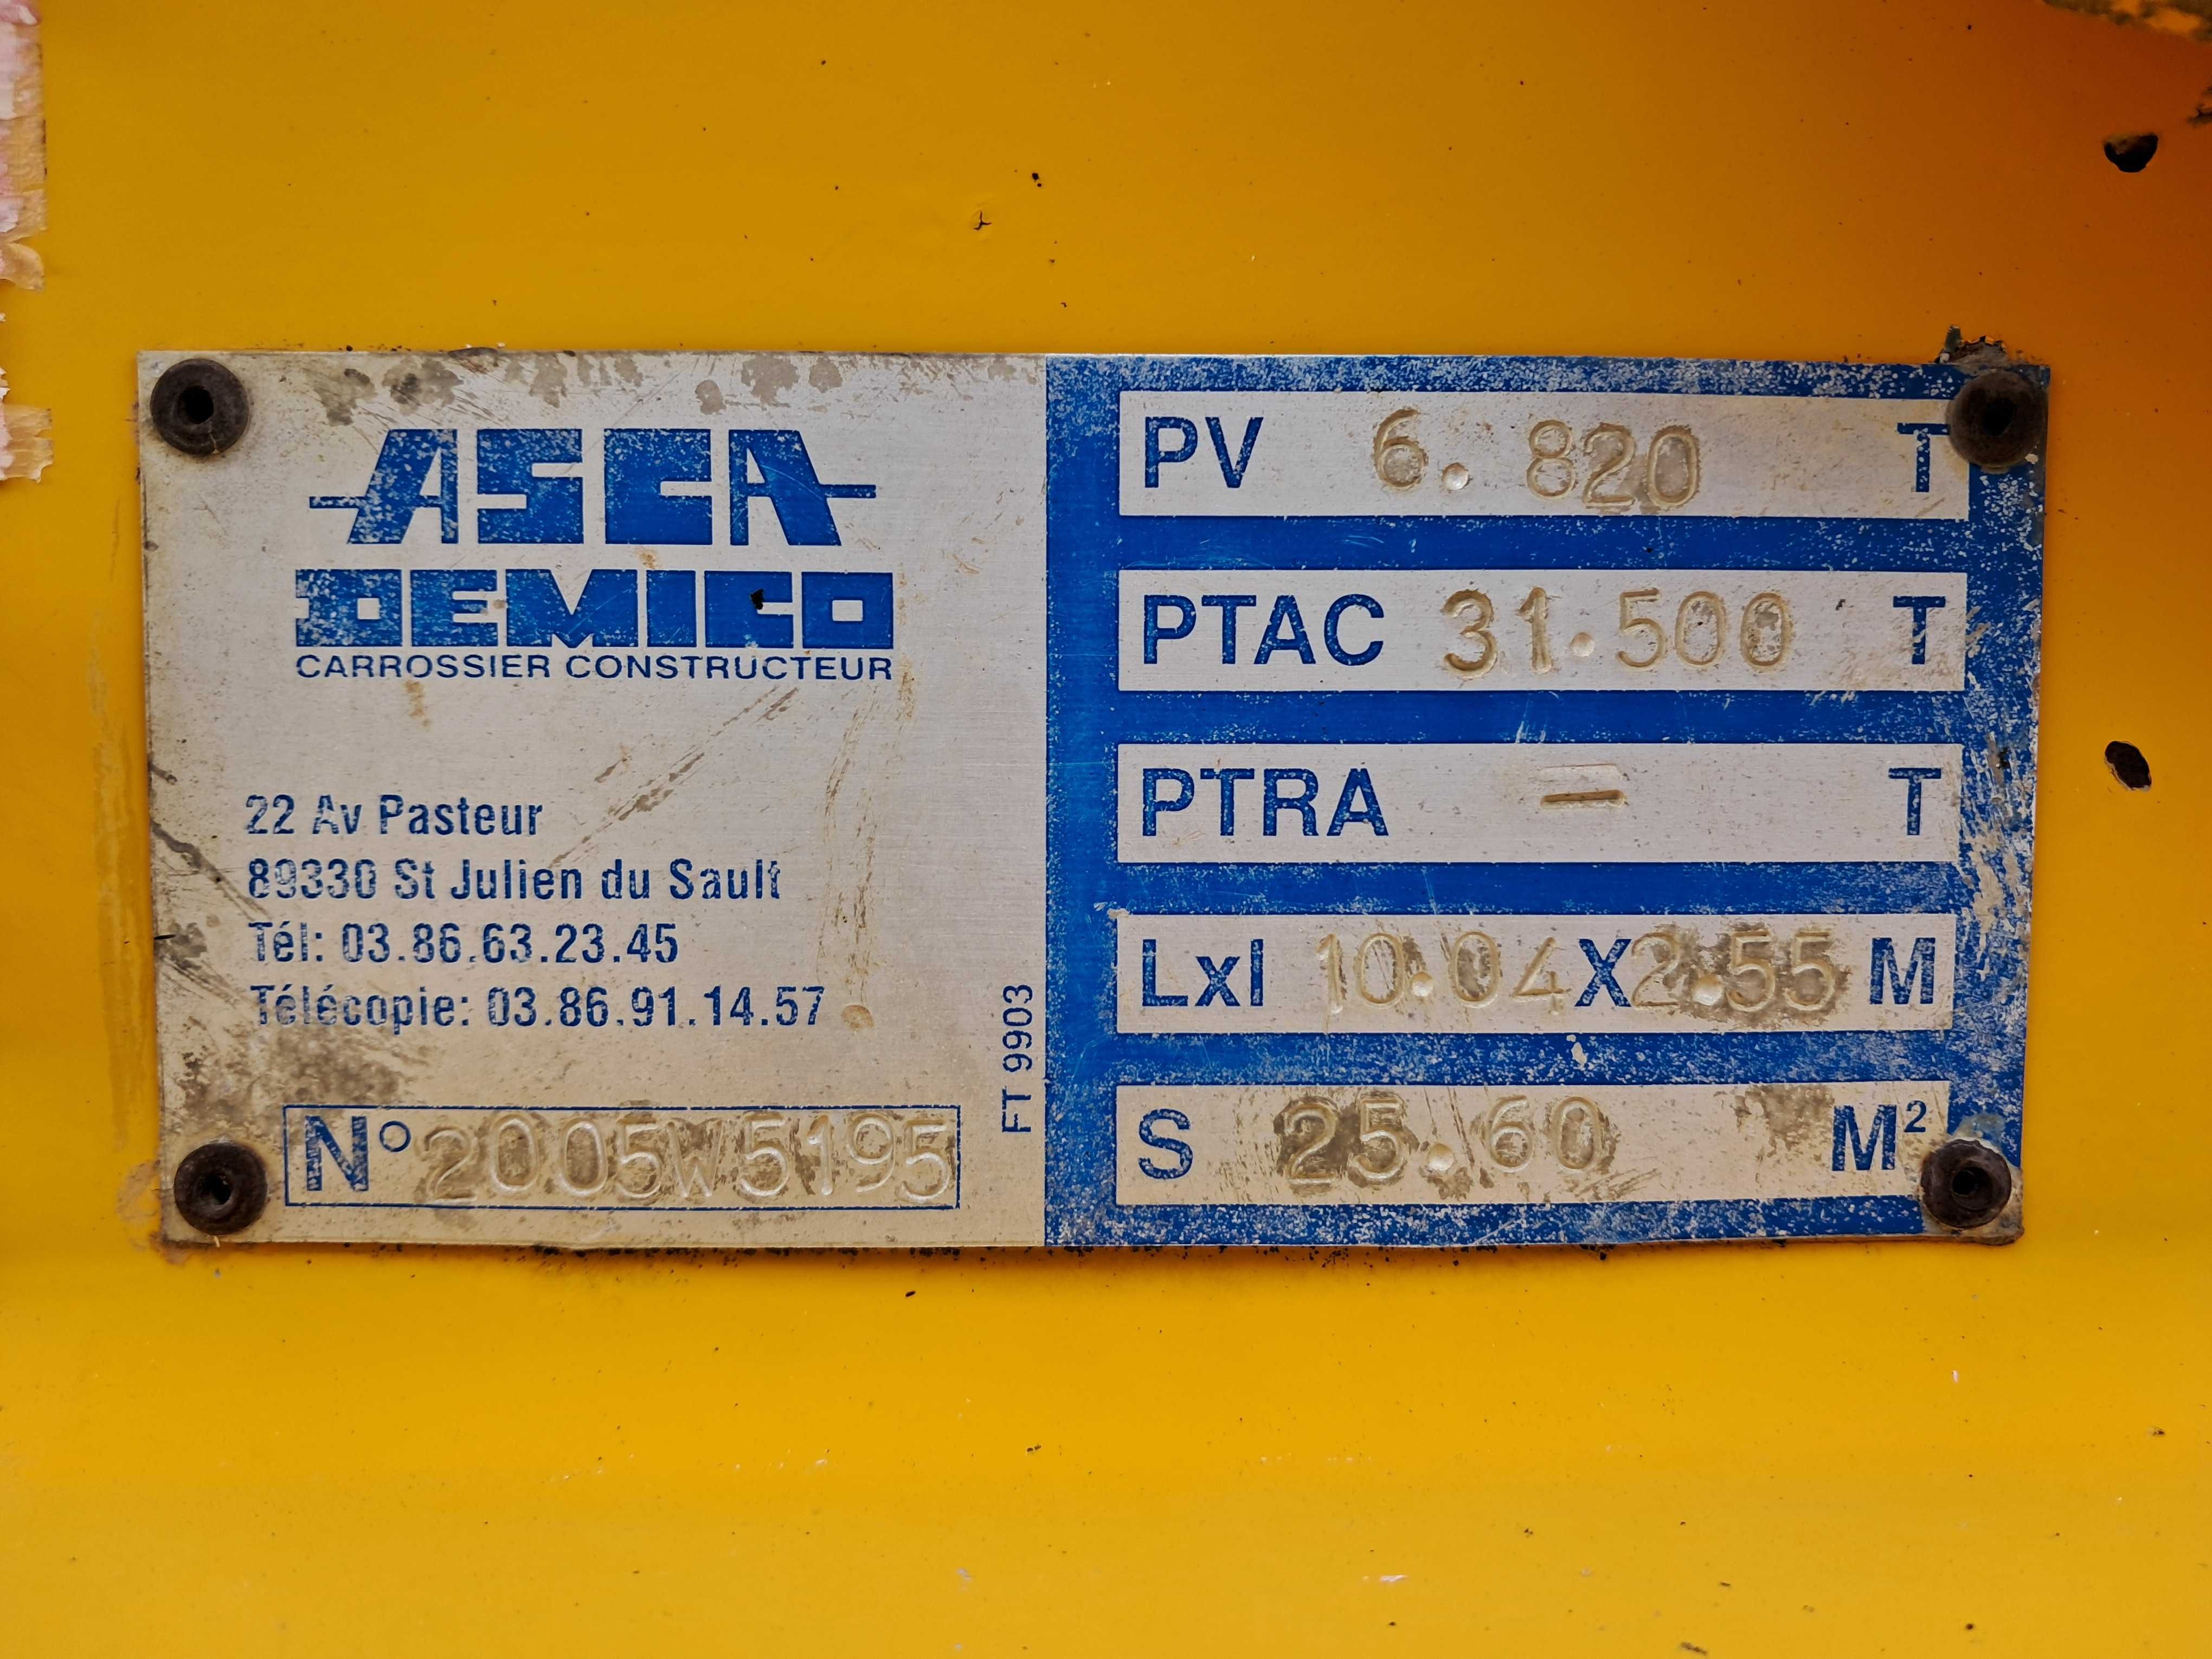 ASCA
DEMICO
CARROSSIER CONSTRUCTEUR
22 Av Pasteur
89330 St Julien du Sault
Tél: 03.86.63.23.45
Télécopie: 03.86.91.14.57
N° 2005W5195
FT 9903
PV 6.820 T
PTAC 31.500 T
PTRA - T
Lxl 10.04X2.55 M
S 25.60 M²